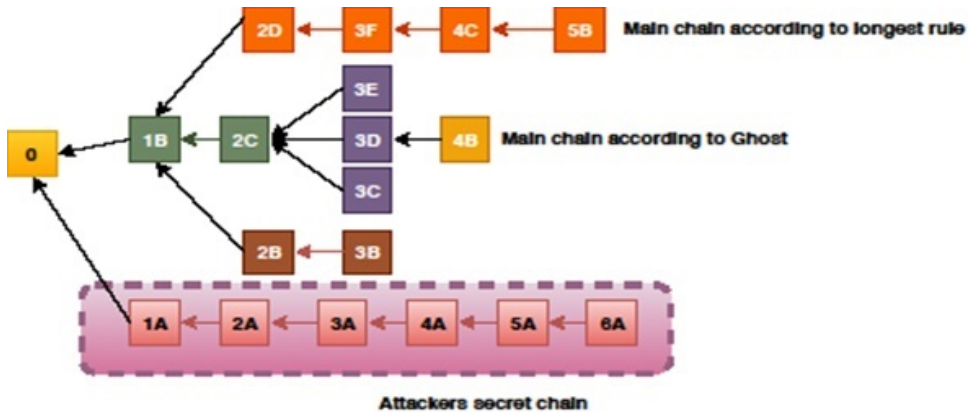 2D 3F 4C 5B Main chain according to longest rule
3E
0 1B 2C 3D 4B Main chain according to Ghost
3C
2B 3B
1A 2A 3A 4A 5A 6A
Attackers secret chain